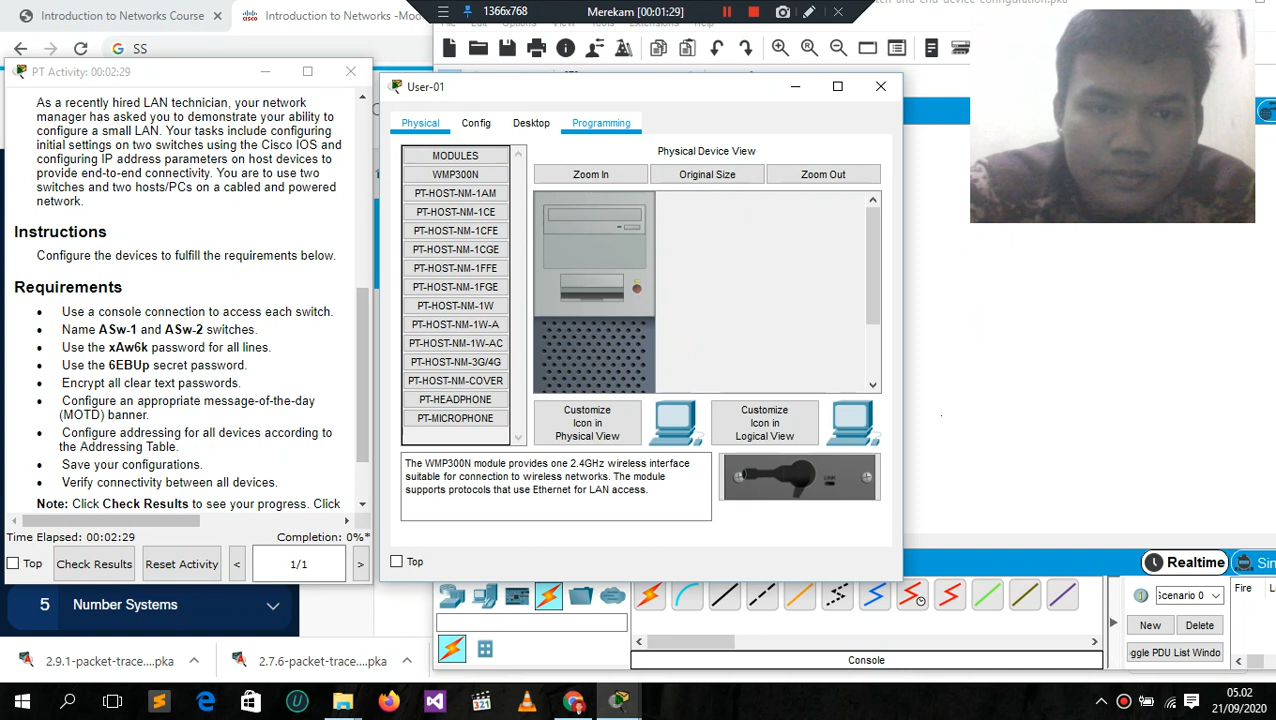 Introduction to Networks Course
Introduction to Networks -Mod
1366x768
Merekam [00:01:29]
SS
PT Activity: 00:02:29
As a recently hired LAN technician, your network
manager has asked you to demonstrate your ability to
configure a small LAN. Your tasks include configuring
initial settings on two switches using the Cisco IOS and
configuring IP address parameters on host devices to
provide end-to-end connectivity. You are to use two
switches and two hosts/PCs on a cabled and powered
network.
Instructions
Configure the devices to fulfill the requirements below.
Requirements
• Use a console connection to access each switch.
• Name ASw-1 and ASw-2 switches.
• Use the xAw6k password for all lines.
• Use the 6EBUp secret password.
• Encrypt all clear text passwords.
• Configure an appropriate message-of-the-day
(MOTD) banner.
• Configure addressing for all devices according to
the Addressing Table.
• Save your configurations.
• Verify connectivity between all devices.
Note: Click Check Results to see your progress. Click
Time Elapsed: 00:02:29
Completion: 0%*
Top
Check Results
Reset Activity
<
1/1
>
User-01
Physical
Config
Desktop
Programming
MODULES
WMP300N
PT-HOST-NM-1AM
PT-HOST-NM-1CE
PT-HOST-NM-1CFE
PT-HOST-NM-1CGE
PT-HOST-NM-1FFE
PT-HOST-NM-1FGE
PT-HOST-NM-1W
PT-HOST-NM-1W-A
PT-HOST-NM-1W-AC
PT-HOST-NM-3G/4G
PT-HOST-NM-COVER
PT-HEADPHONE
PT-MICROPHONE
Physical Device View
Zoom In
Original Size
Zoom Out
Customize
Icon in
Physical View
Customize
Icon in
Logical View
The WMP300N module provides one 2.4GHz wireless interface
suitable for connection to wireless networks. The module
supports protocols that use Ethernet for LAN access.
LINK
Top
5
Number Systems
Realtime
Sin
Scenario 0
Fire
New
Delete
ggle PDU List Windo
Console
2.9.1-packet-trace....pka
2.7.6-packet-trace....pka
321
05.02
21/09/2020